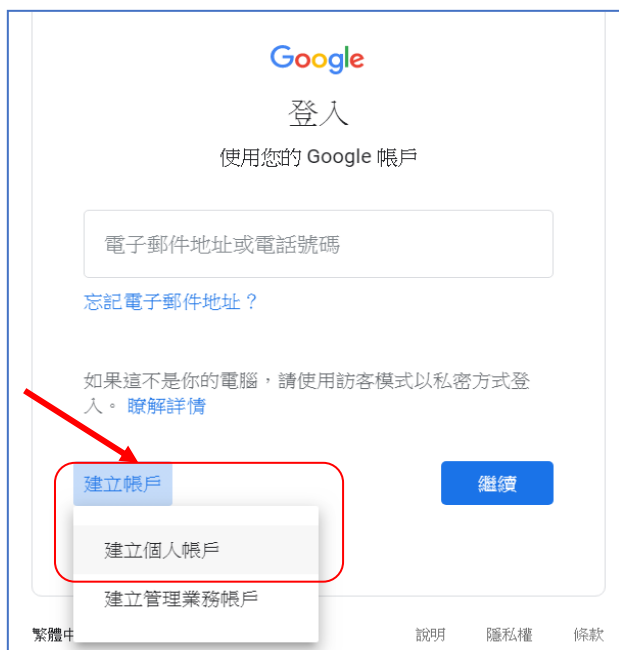 Google
登入
使用您的 Google 帳戶
電子郵件地址或電話號碼
忘記電子郵件地址？
如果這不是你的電腦，請使用訪客模式以私密方式登
入。 瞭解詳情
建立帳戶
繼續
建立個人帳戶
建立管理業務帳戶
繁體中
說明
隱私權
條款